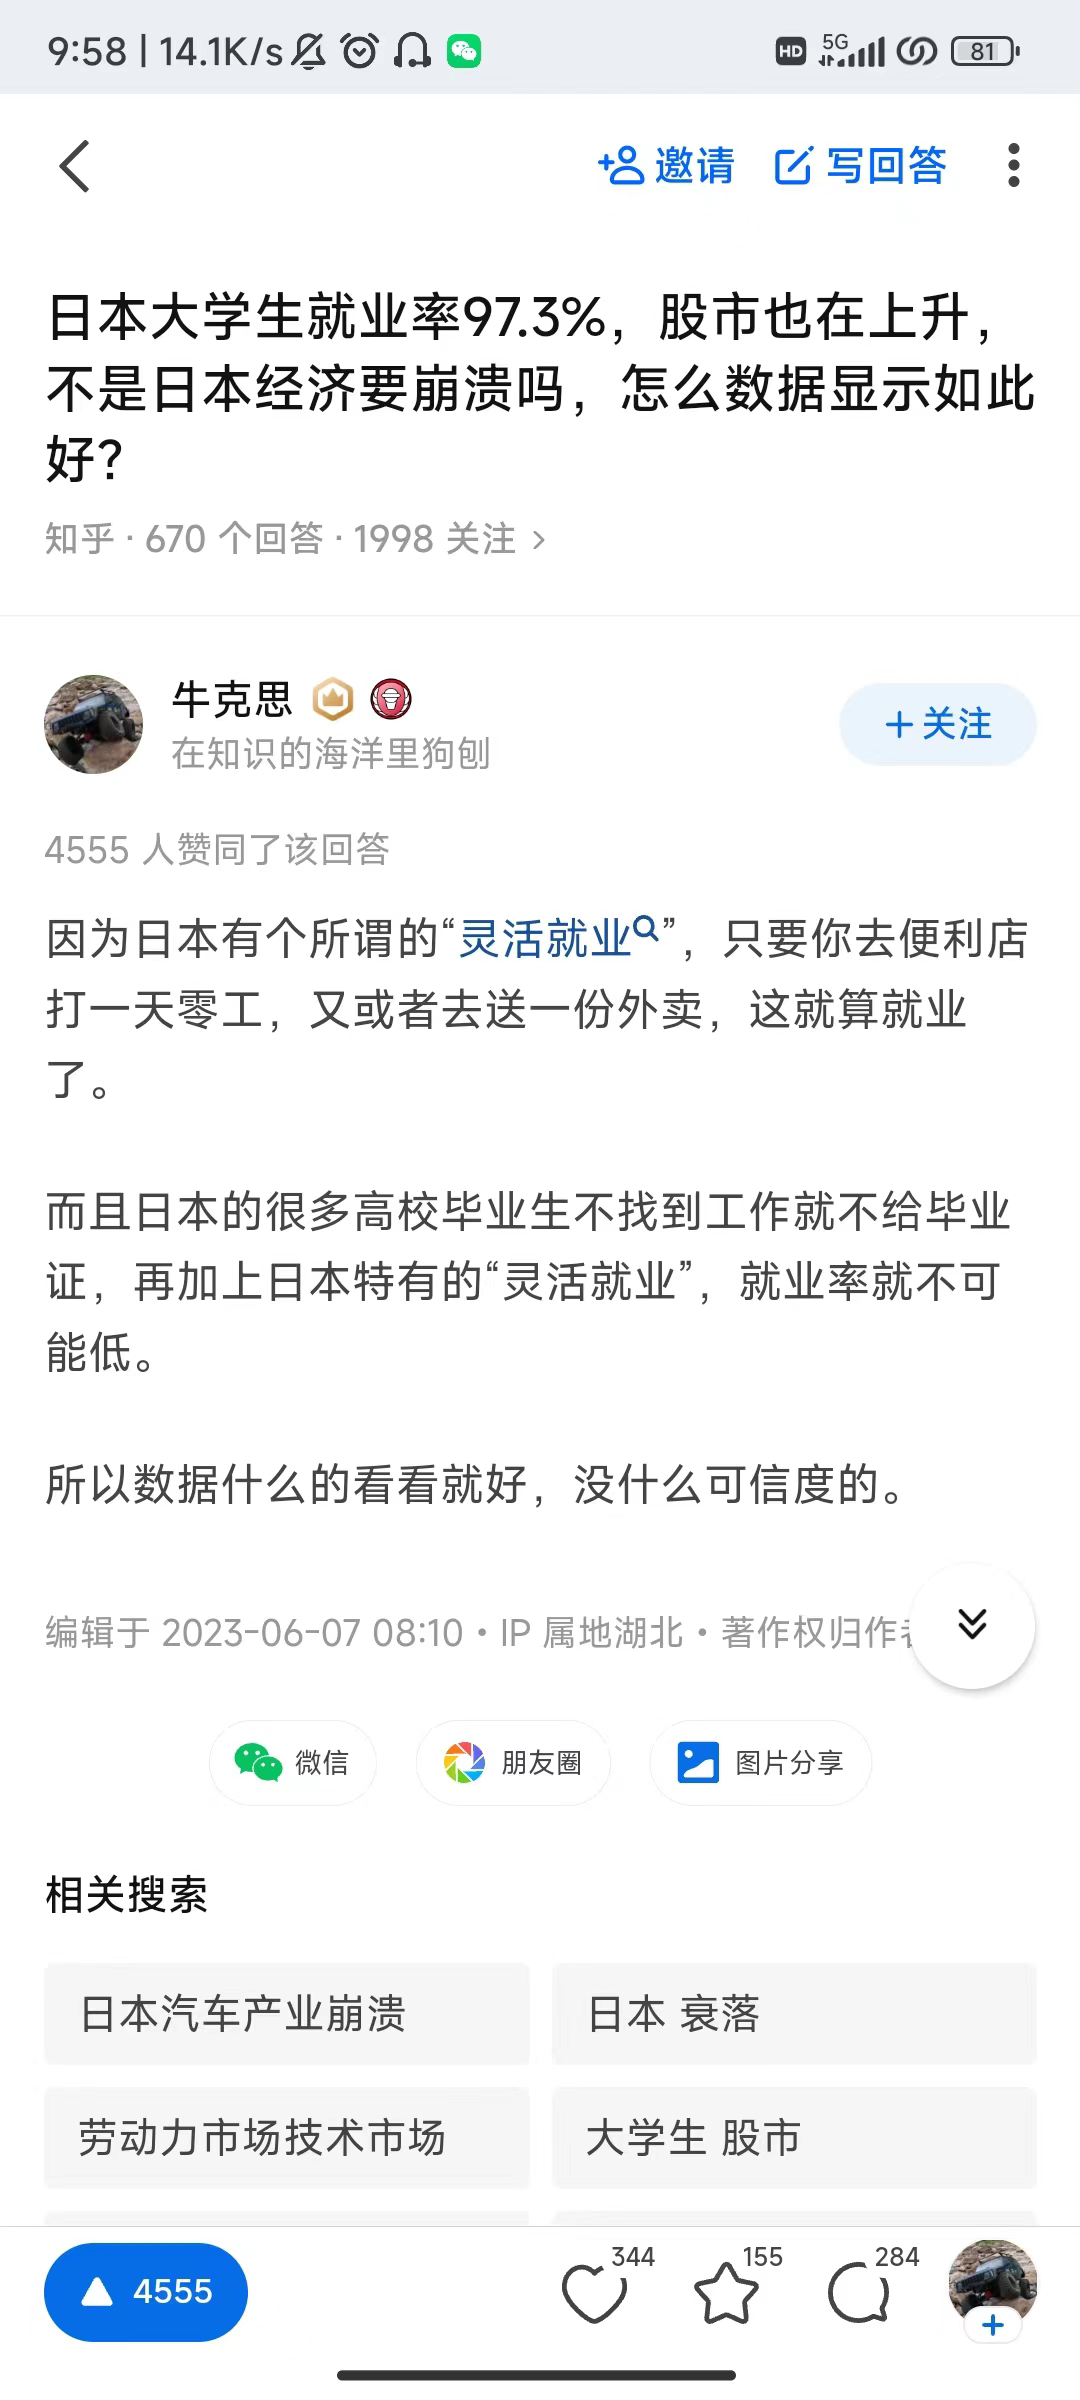 9:58 | 14.1K/s
HD 5G 81
邀请 写回答
日本大学生就业率97.3%，股市也在上升，
不是日本经济要崩溃吗，怎么数据显示如此
好？
知乎 · 670 个回答 · 1998 关注 >
牛克思
在知识的海洋里狗刨
+关注
4555 人赞同了该回答
因为日本有个所谓的“灵活就业”，只要你去便利店
打一天零工，又或者去送一份外卖，这就算就业
了。
而且日本的很多高校毕业生不找到工作就不给毕业
证，再加上日本特有的“灵活就业”，就业率就不可
能低。
所以数据什么的看看就好，没什么可信度的。
编辑于 2023-06-07 08:10 · IP 属地湖北 · 著作权归作
微信 朋友圈 图片分享
相关搜索
日本汽车产业崩溃 日本 衰落
劳动力市场技术市场 大学生 股市
4555 344 155 284